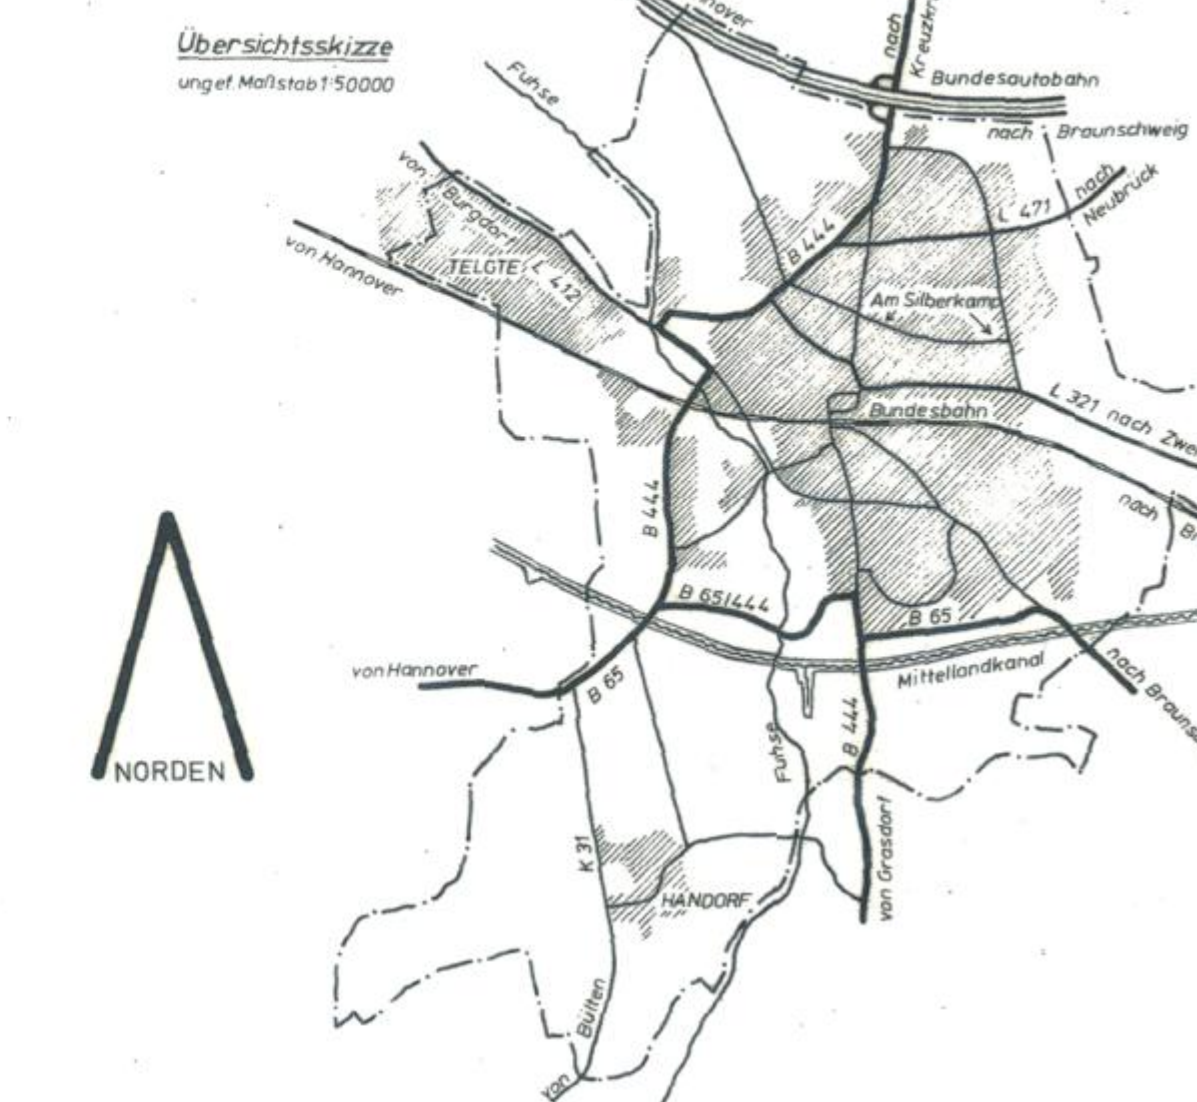 Übersichtsskizze
ungef. Maßstab 1:50000
nach
Bundesautobahn
nach Braunschweig
Fuhse
von Burgdorf
L 412
von Hannover
TELGTE
B 444
L 471
nach Neubrück
Am Silberkamp
L 321 nach
Bundesbahn
nach
B 444
B 65/444
B 65
Mittellandkanal
von Hannover
B 65
nach
NORDEN
Fuhse
B 444
K 31
von Grasdorf
HANDORF
von Bülten